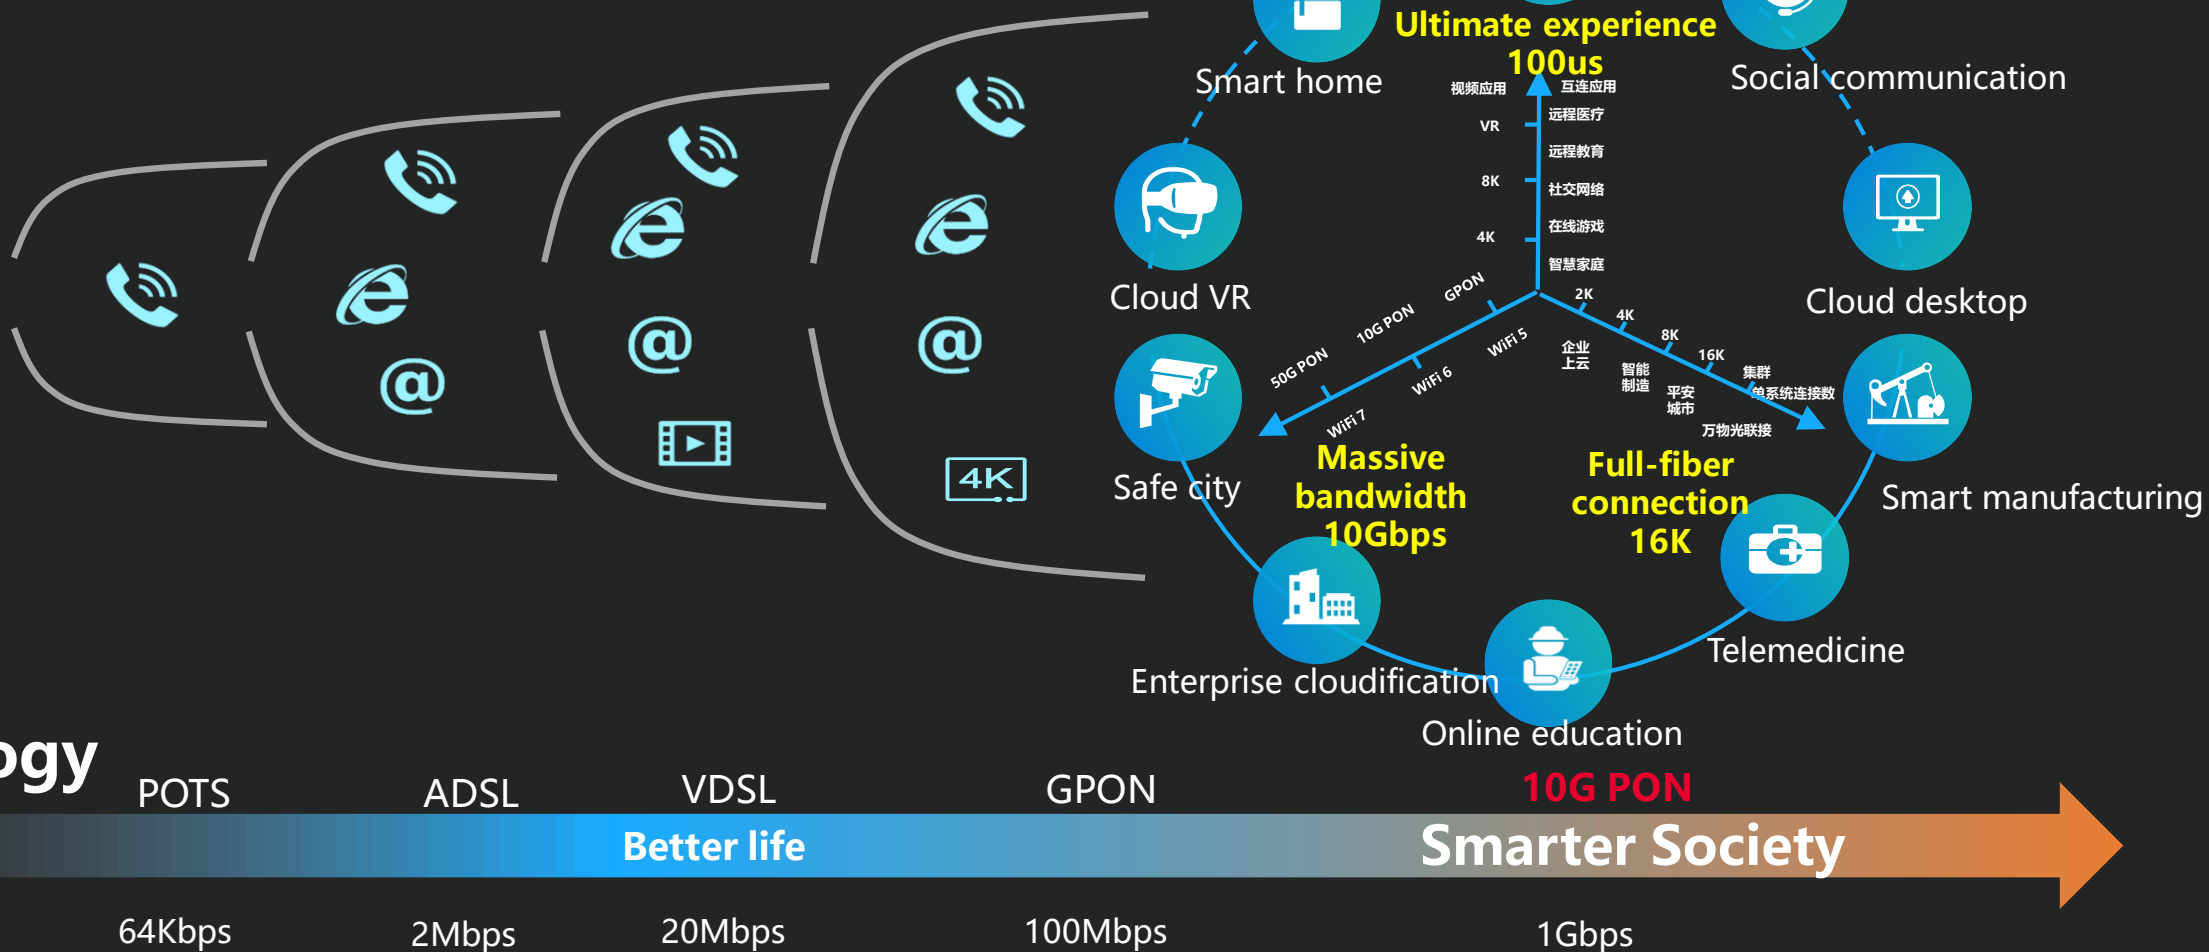 Ultimate experience
100us
Smart home
Social communication
视频应用
互连应用
VR
远程医疗
远程教育
8K
社交网络
4K
在线游戏
智慧家庭
Cloud VR
Cloud desktop
GPON
10G PON
50G PON
WiFi 5
WiFi 6
WiFi 7
2K
4K
8K
16K
集群
单系统连接数
企业
上云
智能
制造
平安
城市
万物光联接
4K
Safe city
Massive
bandwidth
10Gbps
Full-fiber
connection
16K
Smart manufacturing
Telemedicine
Enterprise cloudification
Online education
ogy
POTS
ADSL
VDSL
GPON
10G PON
Better life
Smarter Society
64Kbps
2Mbps
20Mbps
100Mbps
1Gbps